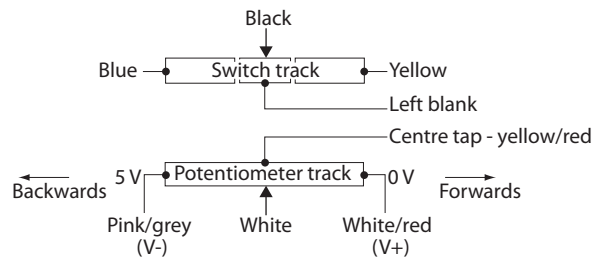 Black
Blue
Switch track
Yellow
Left blank
Centre tap - yellow/red
5 V
Potentiometer track
0 V
Backwards
Forwards
Pink/grey
(V-)
White
White/red
(V+)